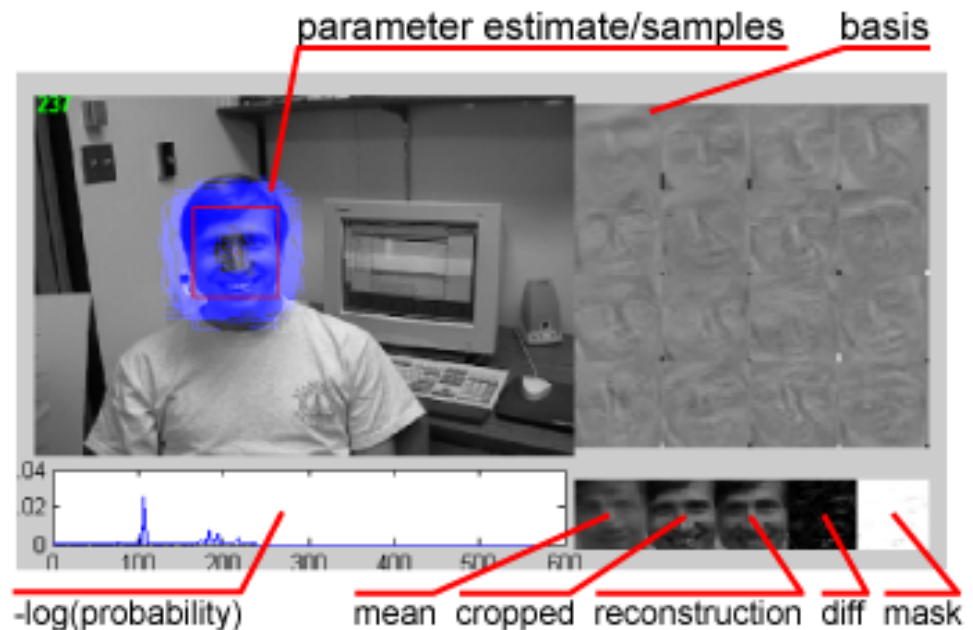 parameter estimate/samples basis
237
.04
.02
0
0 100 200 300 400 500 600
-log(probability) mean cropped reconstruction diff mask